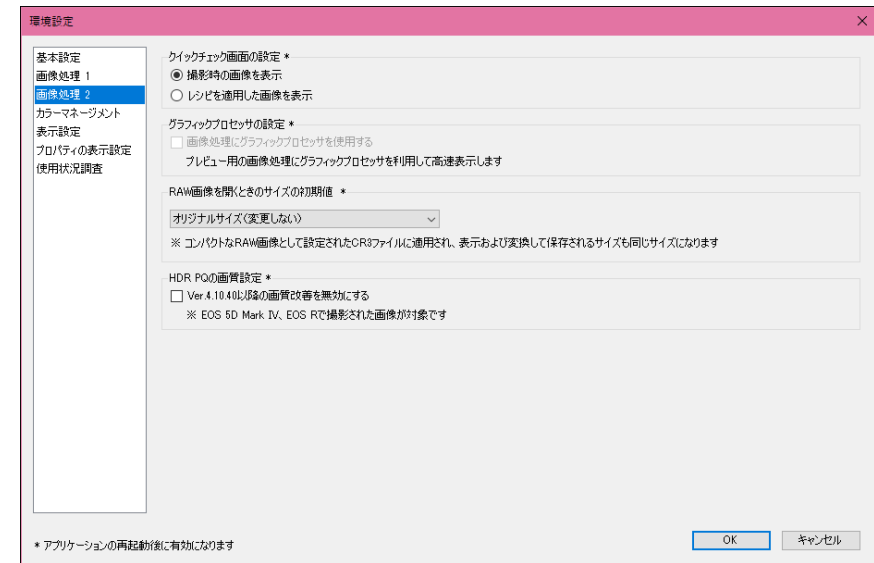 環境設定
基本設定
画像処理 1
画像処理 2
カラーマネージメント
表示設定
プロパティの表示設定
使用状況調査
クイックチェック画面の設定 *
撮影時の画像を表示
レシピを適用した画像を表示
グラフィックプロセッサの設定 *
画像処理にグラフィックプロセッサを使用する
プレビュー用の画像処理にグラフィックプロセッサを利用して高速表示します
RAW画像を開くときのサイズの初期値 *
オリジナルサイズ(変更しない)
※ コンパクトなRAW画像として設定されたCR3ファイルに適用され、表示および変換して保存されるサイズも同じサイズになります
HDR PQの画質設定 *
Ver.4.10.40以降の画質改善を無効にする
※ EOS 5D Mark IV、EOS Rで撮影された画像が対象です
* アプリケーションの再起動後に有効になります
OK
キャンセル